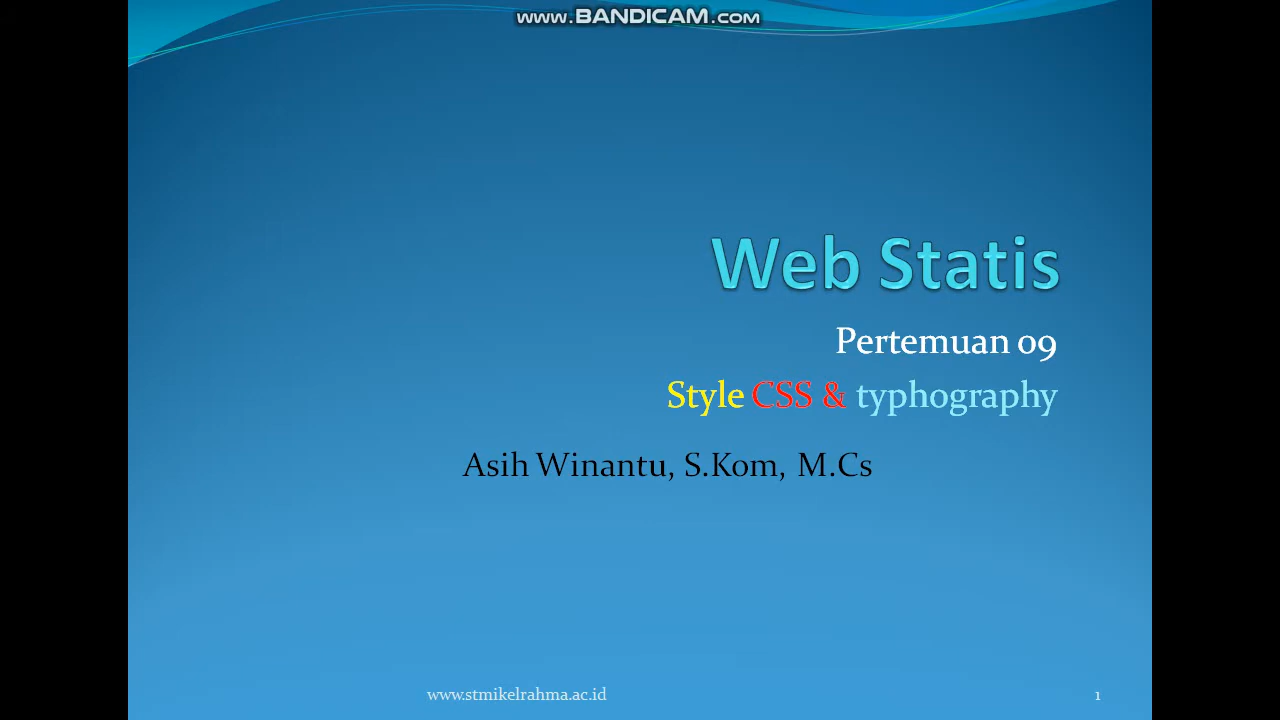 www.BANDICAM.com
Web Statis
Pertemuan 09
Style CSS & typhography
Asih Winantu, S.Kom, M.Cs
www.stmikelrahma.ac.id
1